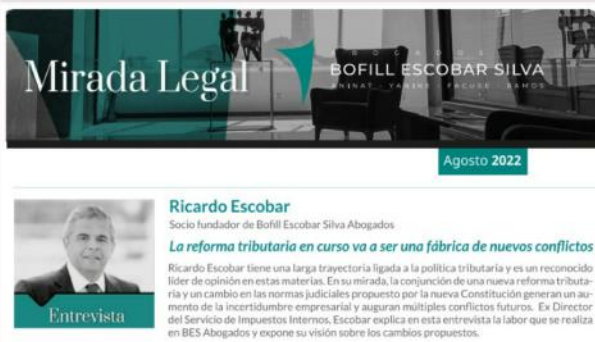 Mirada Legal
ABOGADOS
BOFILL ESCOBAR SILVA
ANINAT · YANINE · FACUSE · RAMOS
Agosto 2022
Ricardo Escobar
Socio fundador de Bofill Escobar Silva Abogados
La reforma tributaria en curso va a ser una fábrica de nuevos conflictos
Ricardo Escobar tiene una larga trayectoria ligada a la política tributaria y es un reconocido
líder de opinión en estas materias. En su mirada, la conjunción de una nueva reforma tributa-
ria y un cambio en las normas judiciales propuesto por la nueva Constitución generan un au-
mento de la incertidumbre empresarial y auguran múltiples conflictos futuros. Ex Director
del Servicio de Impuestos Internos, Escobar explica en esta entrevista la labor que se realiza
en BES Abogados y expone su visión sobre los cambios propuestos.
Entrevista